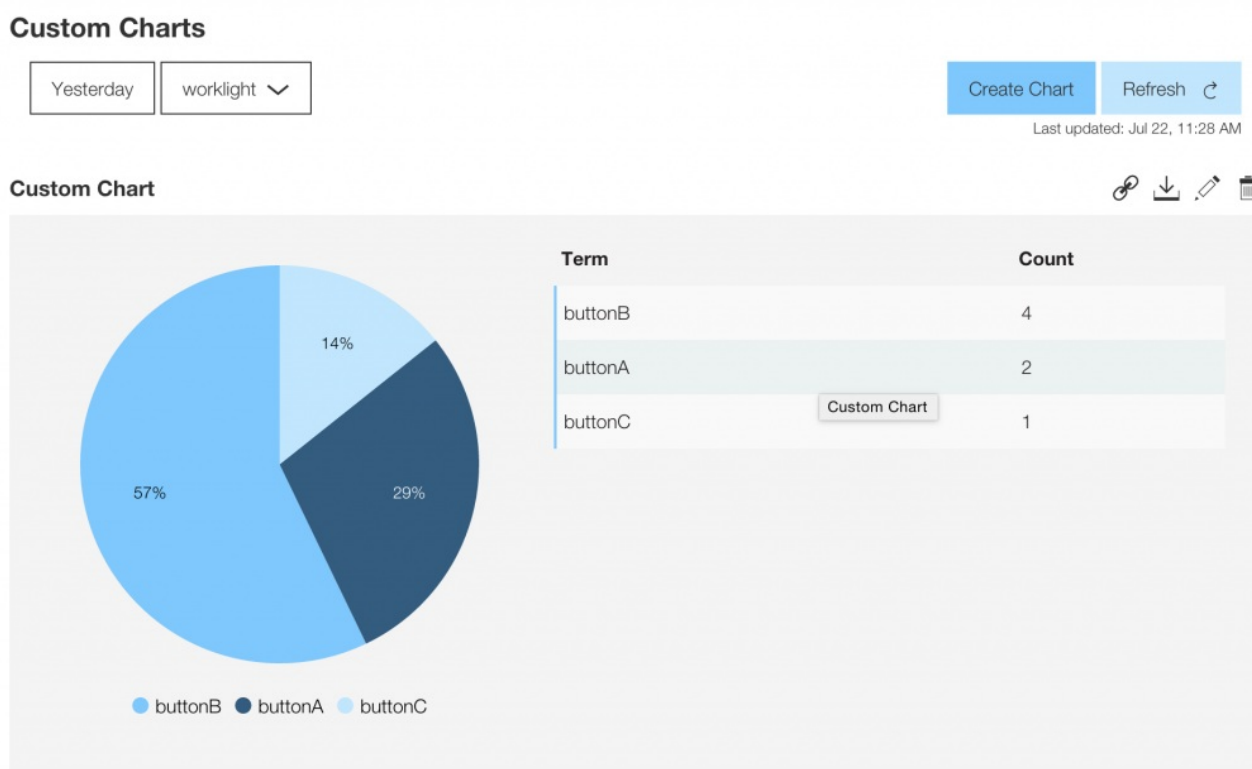 Custom Charts
Yesterday worklight Create Chart Refresh
Last updated: Jul 22, 11:28 AM
Custom Chart
Term Count
buttonB 4
buttonA 2
Custom Chart
buttonC 1
14%
57% 29%
buttonB buttonA buttonC